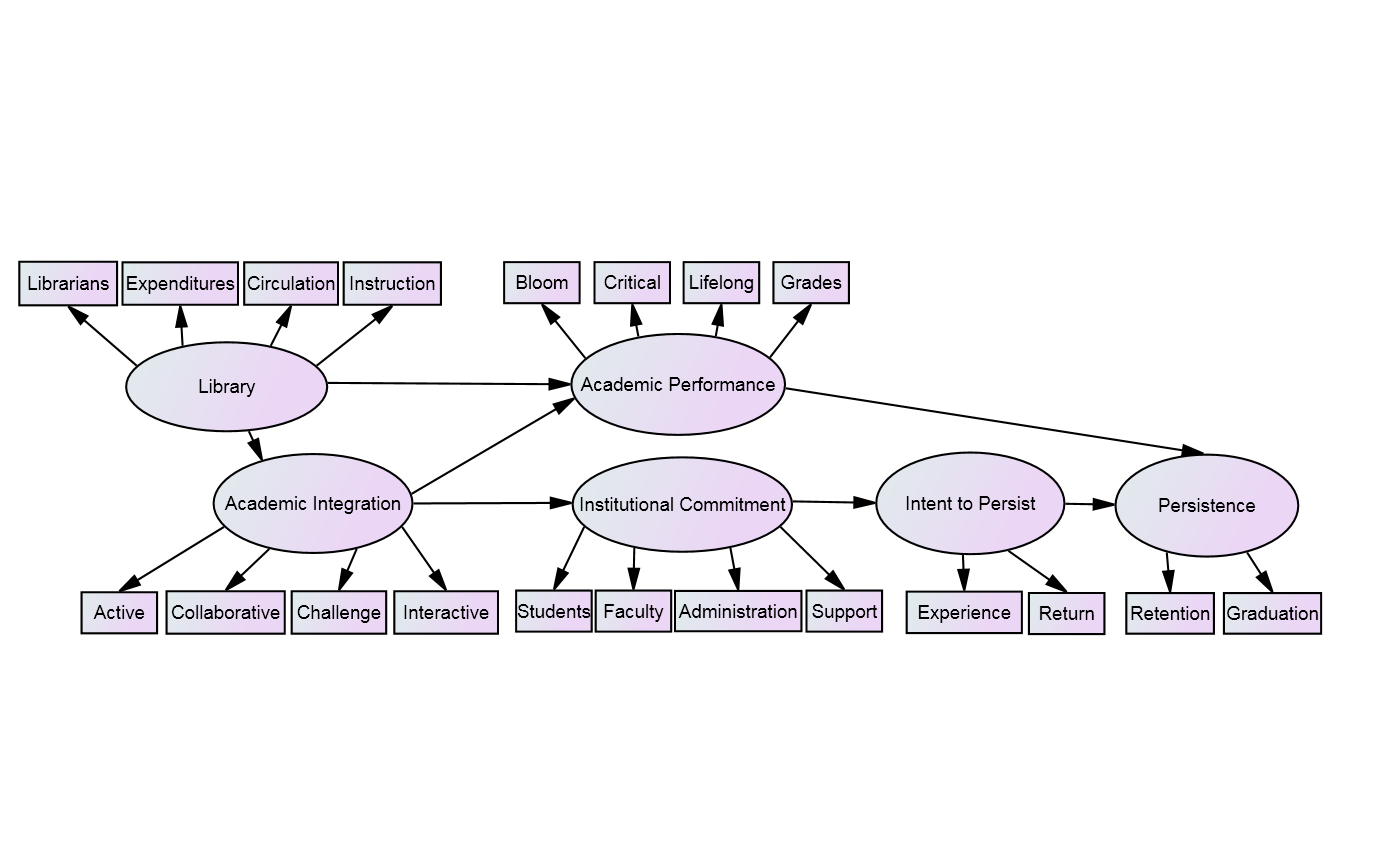 Librarians
Expenditures
Circulation
Instruction
Bloom
Critical
Lifelong
Grades
Library
Academic Performance
Academic Integration
Institutional Commitment
Intent to Persist
Persistence
Active
Collaborative
Challenge
Interactive
Students
Faculty
Administration
Support
Experience
Return
Retention
Graduation